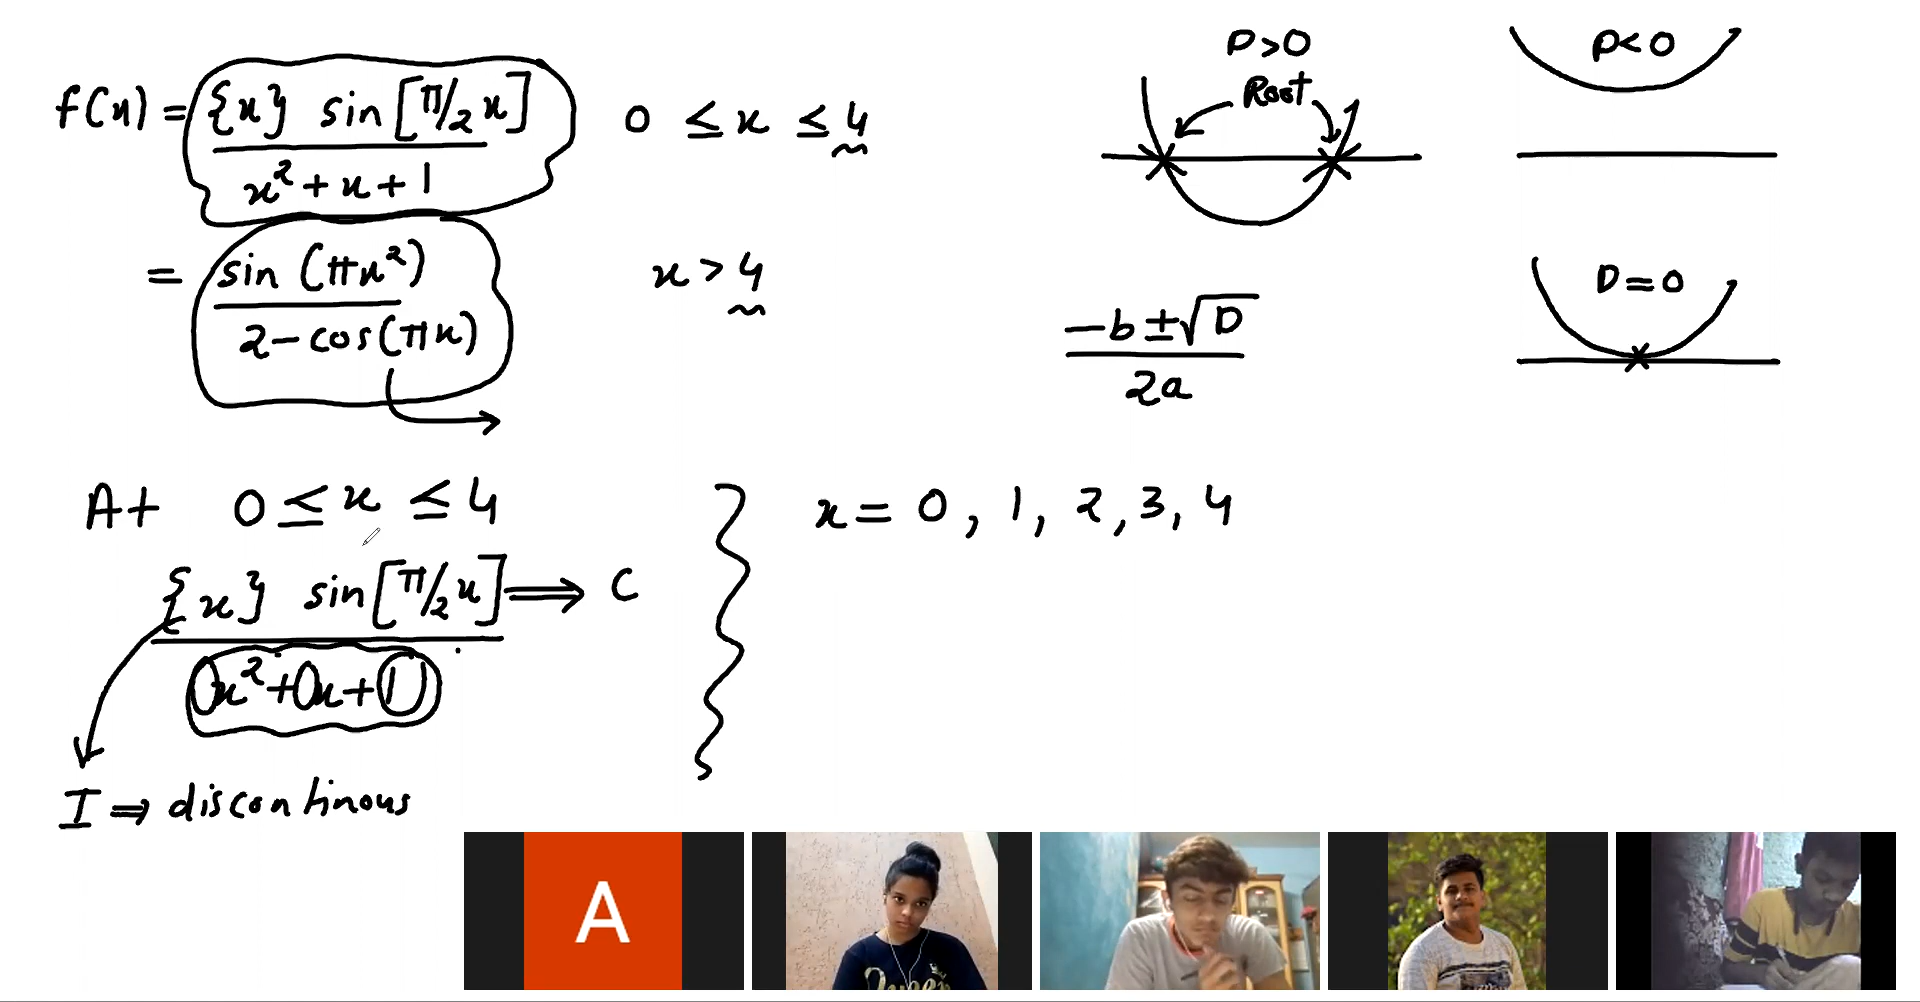 f(x) = {x} sin[π/2 x] / x² + x + 1    0 ≤ x ≤ 4
= sin (πx²) / 2 - cos(πx)    x > 4
D>0
Root
D<0
-b ± √D / 2a
D=0
At 0 ≤ x ≤ 4
{x} sin[π/2 x] ⟹ C
x² + x + 1
I ⇒ discontinous
x = 0, 1, 2, 3, 4
A